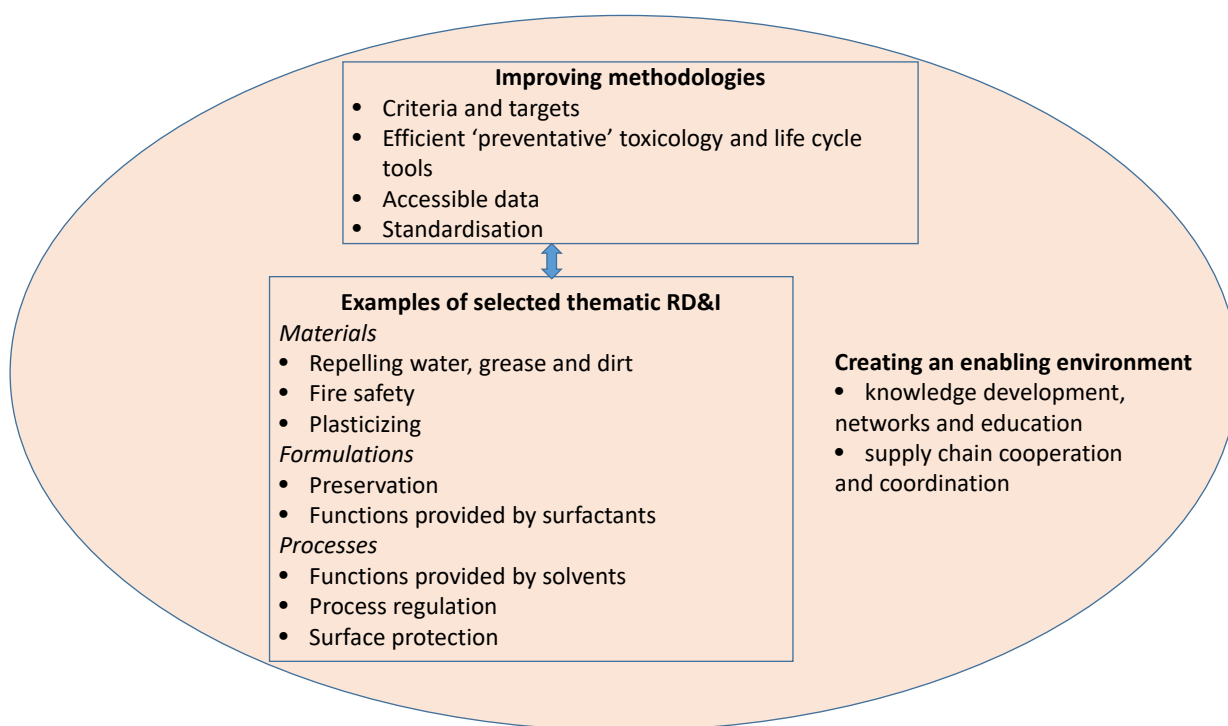 Improving methodologies
• Criteria and targets
• Efficient ‘preventative’ toxicology and life cycle
tools
• Accessible data
• Standardisation
Examples of selected thematic RD&I
Materials
• Repelling water, grease and dirt
• Fire safety
• Plasticizing
Formulations
• Preservation
• Functions provided by surfactants
Processes
• Functions provided by solvents
• Process regulation
• Surface protection
Creating an enabling environment
• knowledge development,
networks and education
• supply chain cooperation
and coordination